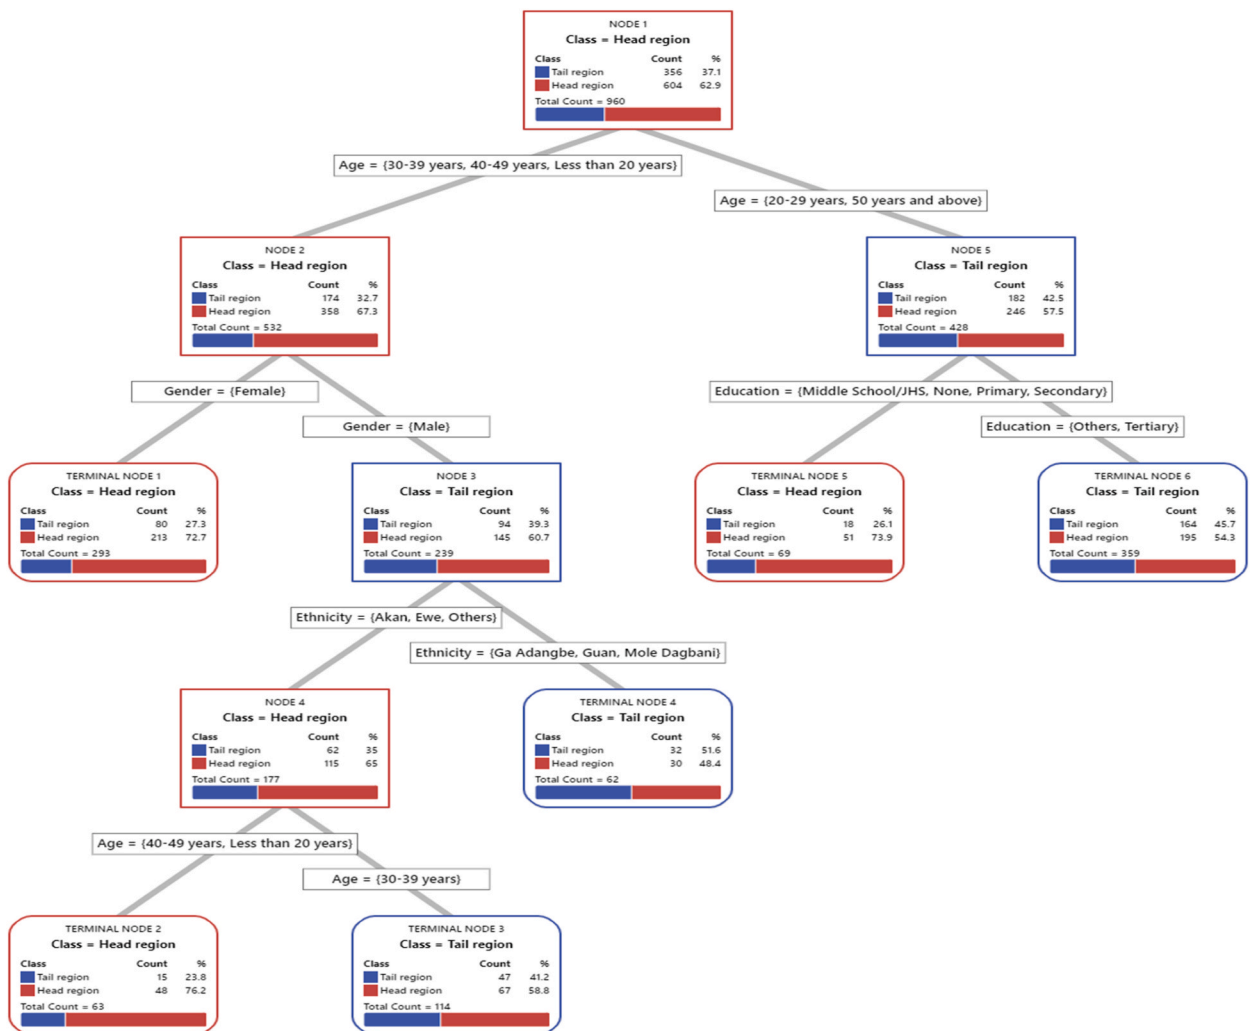 NODE 1
Class = Head region
Class Count %
Tail region 356 37.1
Head region 604 62.9
Total Count = 960
Age = {30-39 years, 40-49 years, Less than 20 years}
Age = {20-29 years, 50 years and above}
NODE 2
Class = Head region
Class Count %
Tail region 174 32.7
Head region 358 67.3
Total Count = 532
NODE 5
Class = Tail region
Class Count %
Tail region 182 42.5
Head region 246 57.5
Total Count = 428
Gender = {Female}
Gender = {Male}
Education = {Middle School/JHS, None, Primary, Secondary}
Education = {Others, Tertiary}
TERMINAL NODE 1
Class = Head region
Class Count %
Tail region 80 27.3
Head region 213 72.7
Total Count = 293
NODE 3
Class = Tail region
Class Count %
Tail region 94 39.3
Head region 145 60.7
Total Count = 239
TERMINAL NODE 5
Class = Head region
Class Count %
Tail region 18 26.1
Head region 51 73.9
Total Count = 69
TERMINAL NODE 6
Class = Tail region
Class Count %
Tail region 164 45.7
Head region 195 54.3
Total Count = 359
Ethnicity = {Akan, Ewe, Others}
Ethnicity = {Ga Adangbe, Guan, Mole Dagbani}
NODE 4
Class = Head region
Class Count %
Tail region 62 35
Head region 115 65
Total Count = 177
TERMINAL NODE 4
Class = Tail region
Class Count %
Tail region 32 51.6
Head region 30 48.4
Total Count = 62
Age = {40-49 years, Less than 20 years}
Age = {30-39 years}
TERMINAL NODE 2
Class = Head region
Class Count %
Tail region 15 23.8
Head region 48 76.2
Total Count = 63
TERMINAL NODE 3
Class = Tail region
Class Count %
Tail region 47 41.2
Head region 67 58.8
Total Count = 114